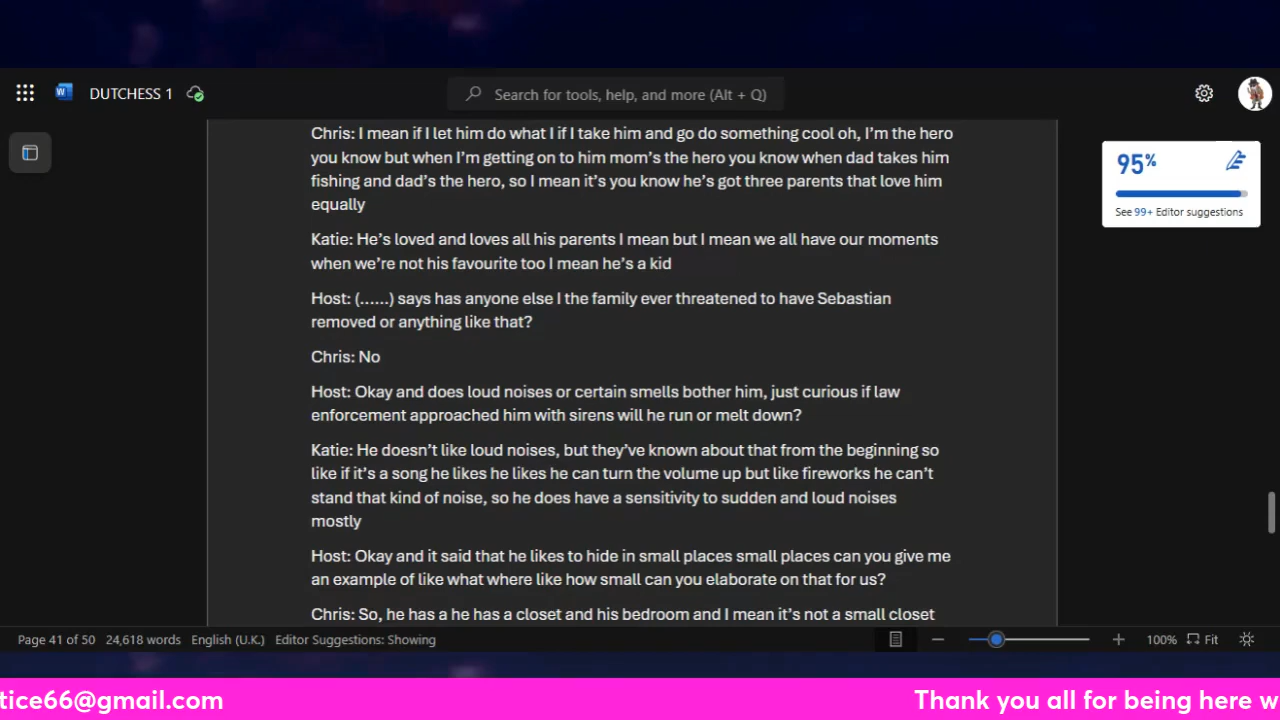 DUTCHESS 1
Search for tools, help, and more (Alt + Q)
Chris: I mean if I let him do what I if I take him and go do something cool oh, I'm the hero
you know but when I'm getting on to him mom's the hero you know when dad takes him
fishing and dad's the hero, so I mean it's you know he's got three parents that love him
equally
95%
See 99+ Editor suggestions
Katie: He's loved and loves all his parents I mean but I mean we all have our moments
when we're not his favourite too I mean he's a kid
Host: (……) says has anyone else I the family ever threatened to have Sebastian
removed or anything like that?
Chris: No
Host: Okay and does loud noises or certain smells bother him, just curious if law
enforcement approached him with sirens will he run or melt down?
Katie: He doesn't like loud noises, but they've known about that from the beginning so
like if it's a song he likes he likes he can turn the volume up but like fireworks he can't
stand that kind of noise, so he does have a sensitivity to sudden and loud noises
mostly
Host: Okay and it said that he likes to hide in small places small places can you give me
an example of like what where like how small can you elaborate on that for us?
Chris: So, he has a he has a closet and his bedroom and I mean it's not a small closet
Page 41 of 50 24,618 words English (U.K.) Editor Suggestions: Showing
100% Fit
tice66@gmail.com
Thank you all for being here w